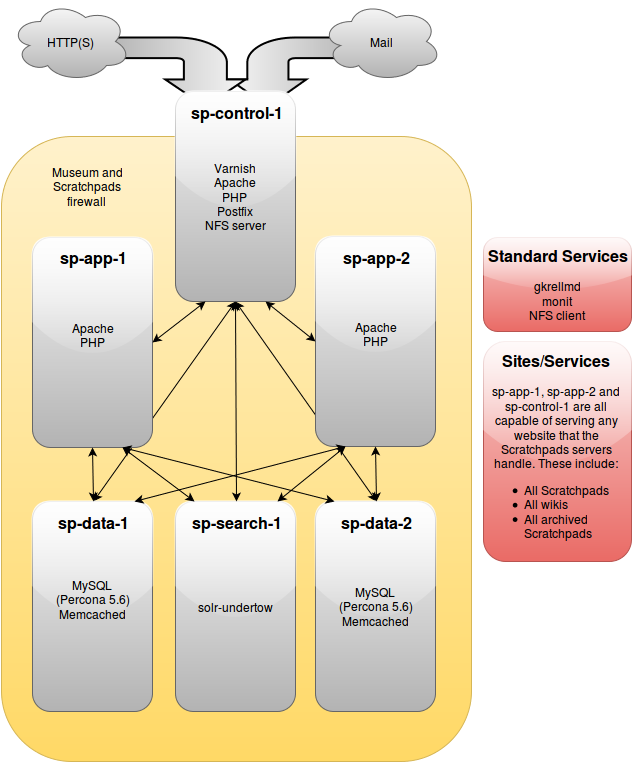 HTTP(S)
Mail
sp-control-1
Varnish
Apache
PHP
Postfix
NFS server
Museum and
Scratchpads
firewall
sp-app-1
Apache
PHP
sp-app-2
Apache
PHP
Standard Services
gkrellmd
monit
NFS client
Sites/Services
sp-app-1, sp-app-2 and
sp-control-1 are all
capable of serving any
website that the
Scratchpads servers
handle. These include:
• All Scratchpads
• All wikis
• All archived
Scratchpads
sp-data-1
MySQL
(Percona 5.6)
Memcached
sp-search-1
solr-undertow
sp-data-2
MySQL
(Percona 5.6)
Memcached